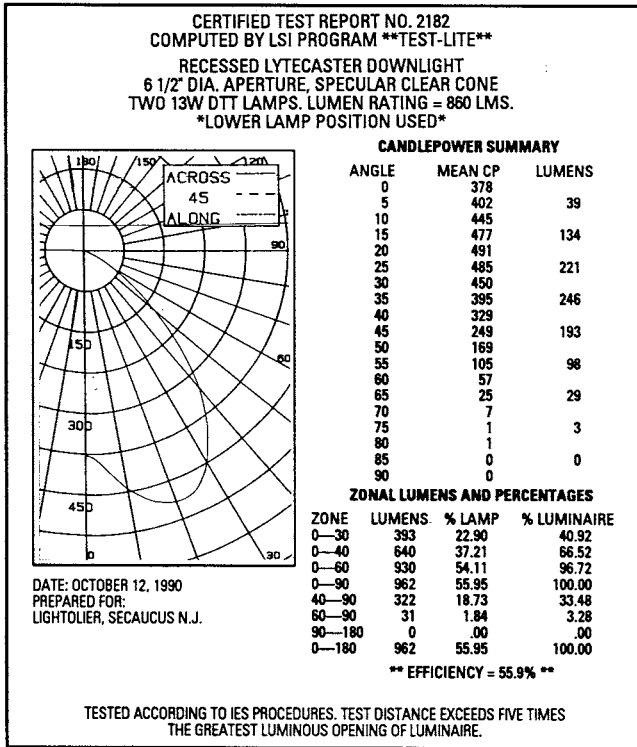 CERTIFIED TEST REPORT NO. 2182
COMPUTED BY LSI PROGRAM **TEST-LITE**
RECESSED LYTECASTER DOWNLIGHT
6 1/2" DIA. APERTURE, SPECULAR CLEAR CONE
TWO 13W DTT LAMPS. LUMEN RATING = 860 LMS.
*LOWER LAMP POSITION USED*
180 150 120
ACROSS
45
ALONG
90
60
150
300
450
0 30
DATE: OCTOBER 12, 1990
PREPARED FOR:
LIGHTOLIER, SECAUCUS N.J.
CANDLEPOWER SUMMARY
ANGLE MEAN CP LUMENS
0 378
5 402 39
10 445
15 477 134
20 491
25 485 221
30 450
35 395 246
40 329
45 249 193
50 169
55 105 98
60 57
65 25 29
70 7
75 1 3
80 1
85 0 0
90 0
ZONAL LUMENS AND PERCENTAGES
ZONE LUMENS % LAMP % LUMINAIRE
0—30 393 22.90 40.92
0—40 640 37.21 66.52
0—60 930 54.11 96.72
0—90 962 55.95 100.00
40—90 322 18.73 33.48
60—90 31 1.84 3.28
90—180 0 .00 .00
0—180 962 55.95 100.00
** EFFICIENCY = 55.9% **
TESTED ACCORDING TO IES PROCEDURES. TEST DISTANCE EXCEEDS FIVE TIMES
THE GREATEST LUMINOUS OPENING OF LUMINAIRE.